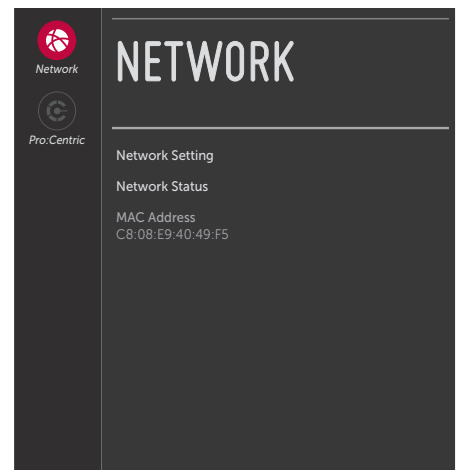 Network
Pro:Centric
NETWORK
Network Setting
Network Status
MAC Address
C8:08:E9:40:49:F5